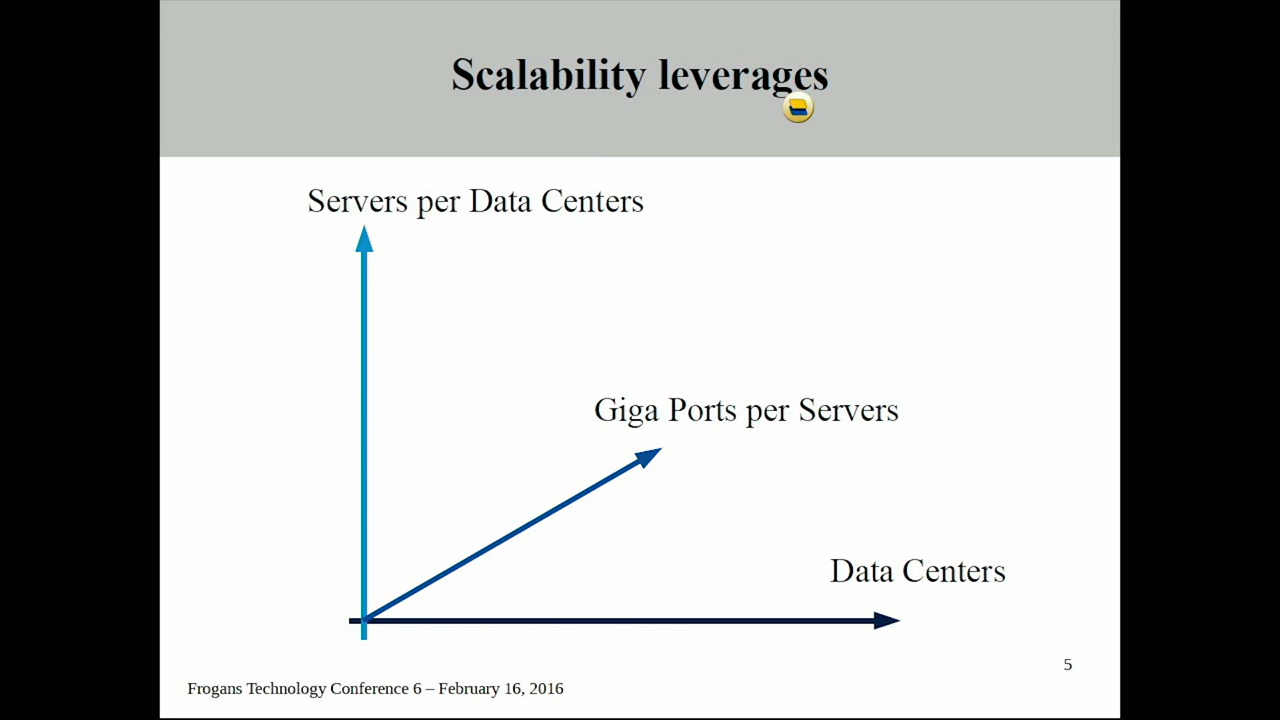 Scalability leverages
Servers per Data Centers
Giga Ports per Servers
Data Centers
5
Frogans Technology Conference 6 – February 16, 2016